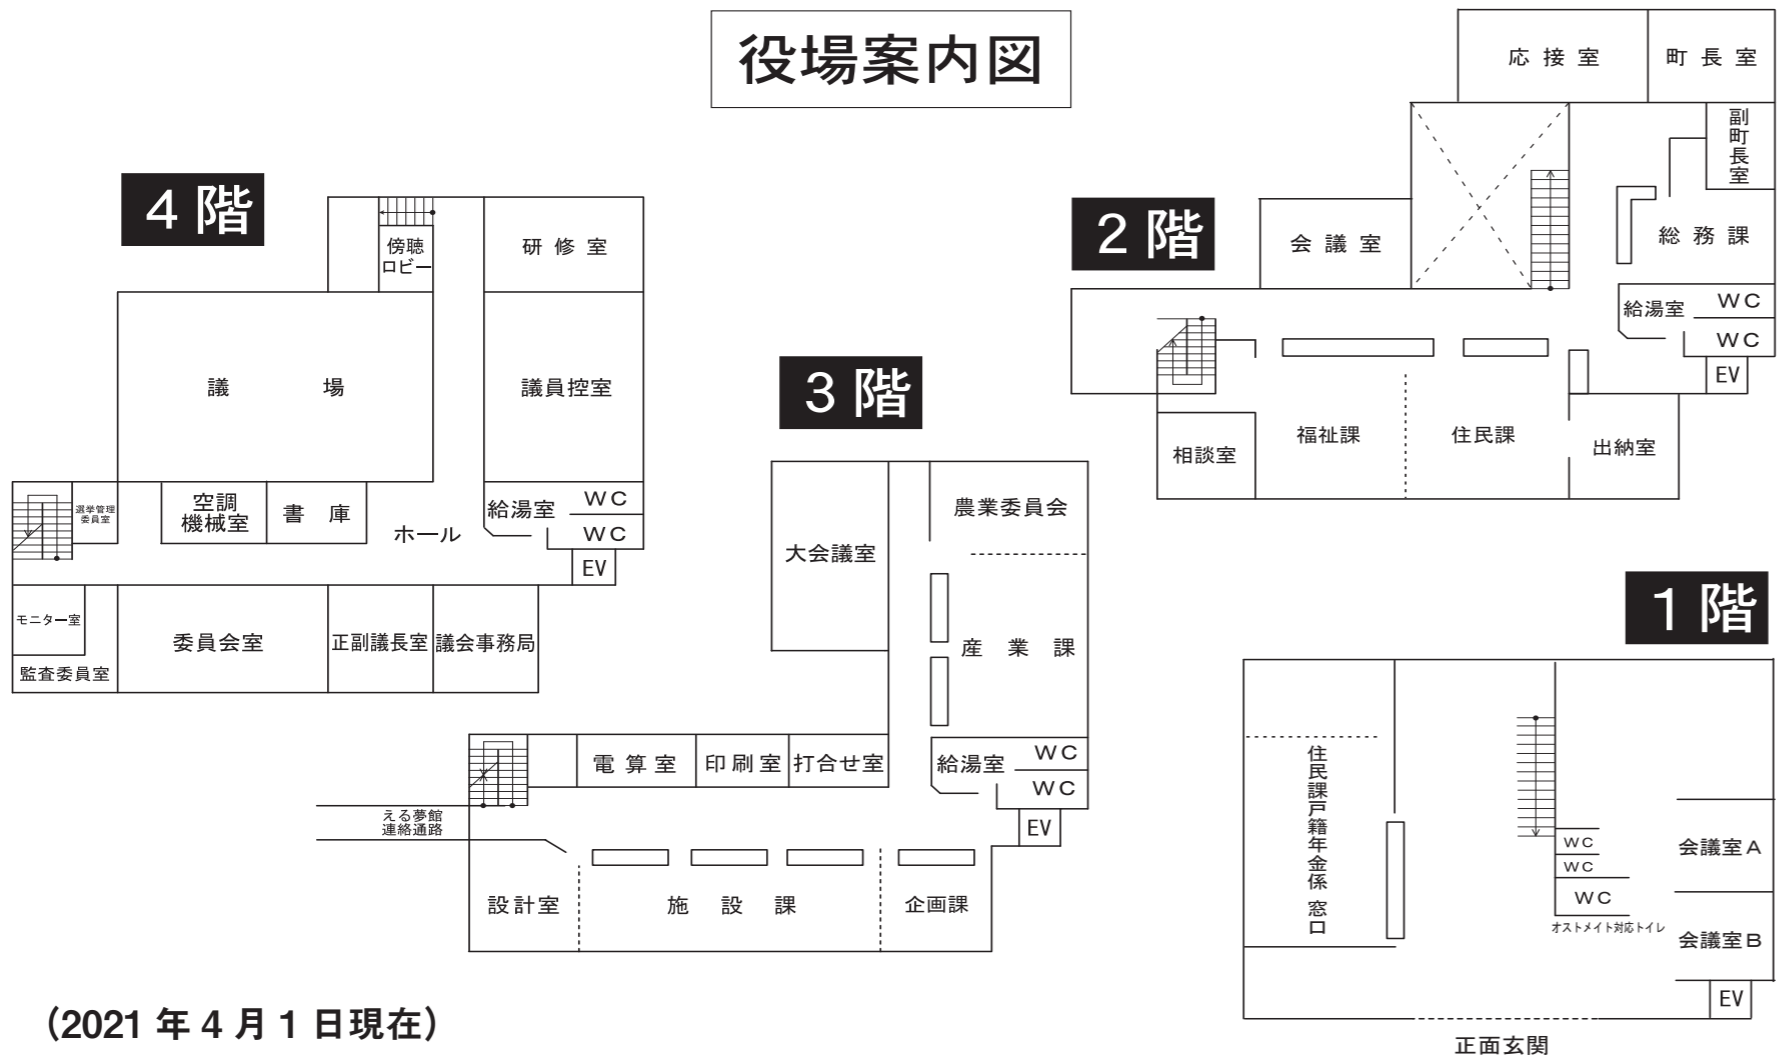 役場案内図
4階
傍聴
ロビー
研修室
議場
議員控室
選挙管理
委員室
空調
機械室
書庫
ホール
給湯室
WC
WC
EV
モニター室
監査委員室
委員会室
正副議長室
議会事務局
3階
大会議室
農業委員会
産業課
電算室
印刷室
打合せ室
給湯室
WC
WC
EV
える夢館
連絡通路
設計室
施設課
企画課
2階
応接室
町長室
副町長室
会議室
総務課
給湯室
WC
WC
EV
相談室
福祉課
住民課
出納室
1階
住民課戸籍年金係 窓口
WC
WC
WC
オストメイト対応トイレ
会議室A
会議室B
EV
正面玄関
(2021年4月1日現在)